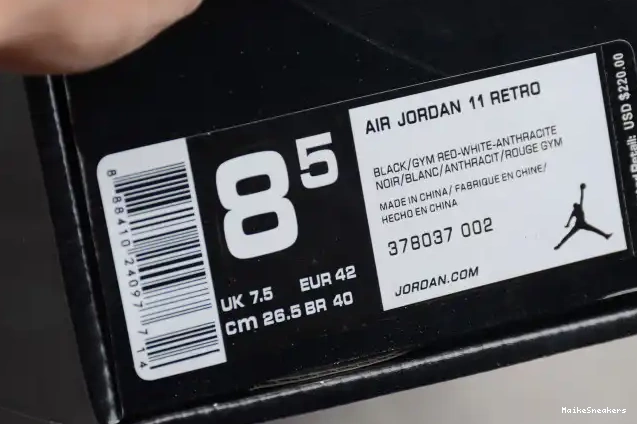 AIR JORDAN 11 RETRO
BLACK/GYM RED-WHITE-ANTHRACITE
NOIR/BLANC/ANTHRACIT/ROUGE GYM
MADE IN CHINA/ FABRIQUE EN CHINE/
HECHO EN CHINA
378037 002
JORDAN.COM
8 5
UK 7.5 EUR 42
cm 26.5 BR 40
Retail: USD $220.00
MaikeSneakers